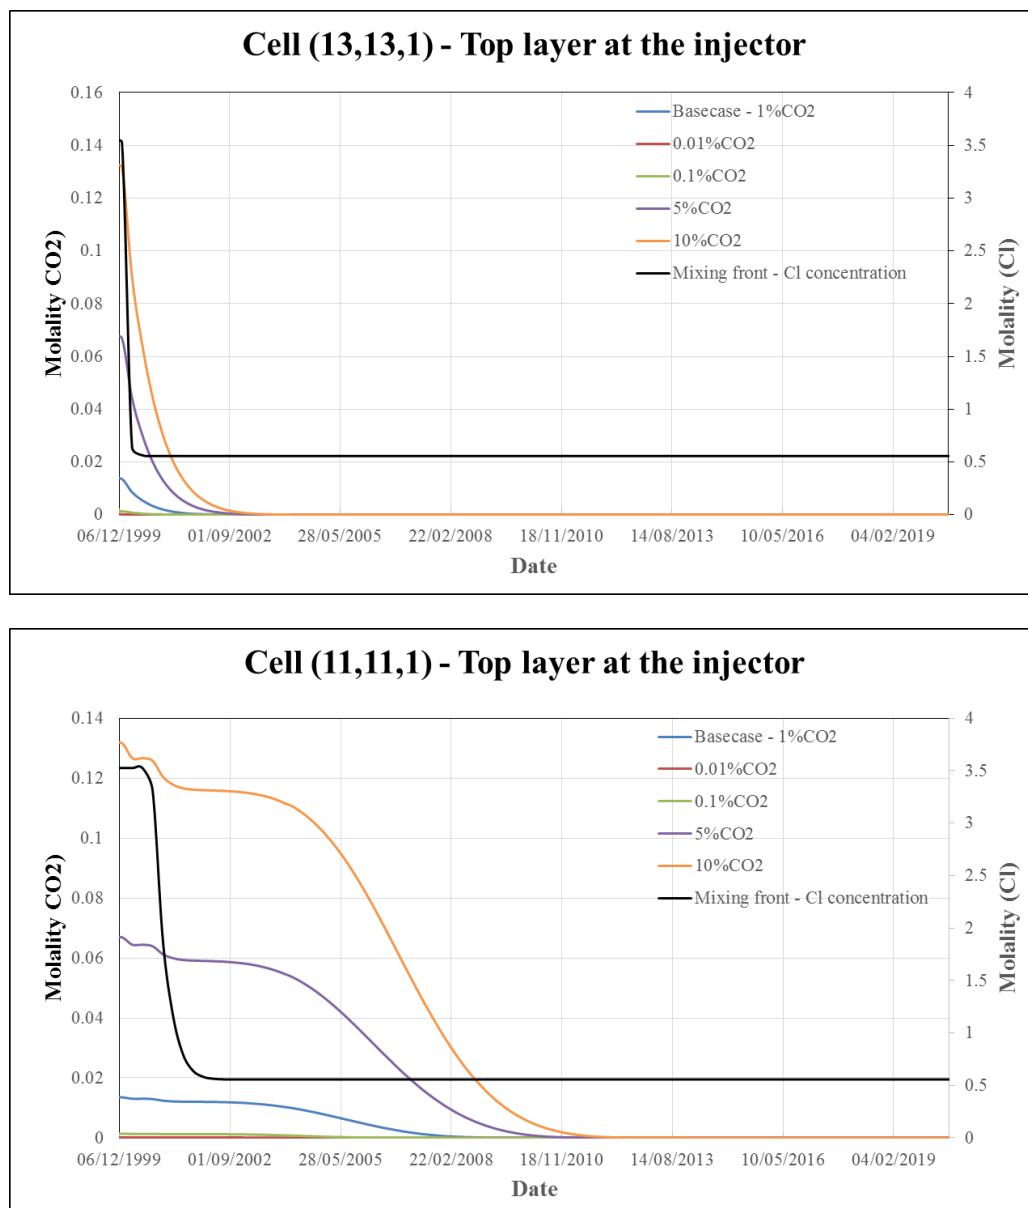 Cell (13,13,1) - Top layer at the injector
0.16
0.14
0.12
0.1
0.08
0.06
0.04
0.02
0
Molality CO2)
4
3.5
3
2.5
2
1.5
1
0.5
0
Molality (Cl)
Basecase - 1%CO2
0.01%CO2
0.1%CO2
5%CO2
10%CO2
Mixing front - Cl concentration
06/12/1999 01/09/2002 28/05/2005 22/02/2008 18/11/2010 14/08/2013 10/05/2016 04/02/2019
Date
Cell (11,11,1) - Top layer at the injector
0.14
0.12
0.1
0.08
0.06
0.04
0.02
0
Molality CO2)
4
3.5
3
2.5
2
1.5
1
0.5
0
Molality (Cl)
Basecase - 1%CO2
0.01%CO2
0.1%CO2
5%CO2
10%CO2
Mixing front - Cl concentration
06/12/1999 01/09/2002 28/05/2005 22/02/2008 18/11/2010 14/08/2013 10/05/2016 04/02/2019
Date